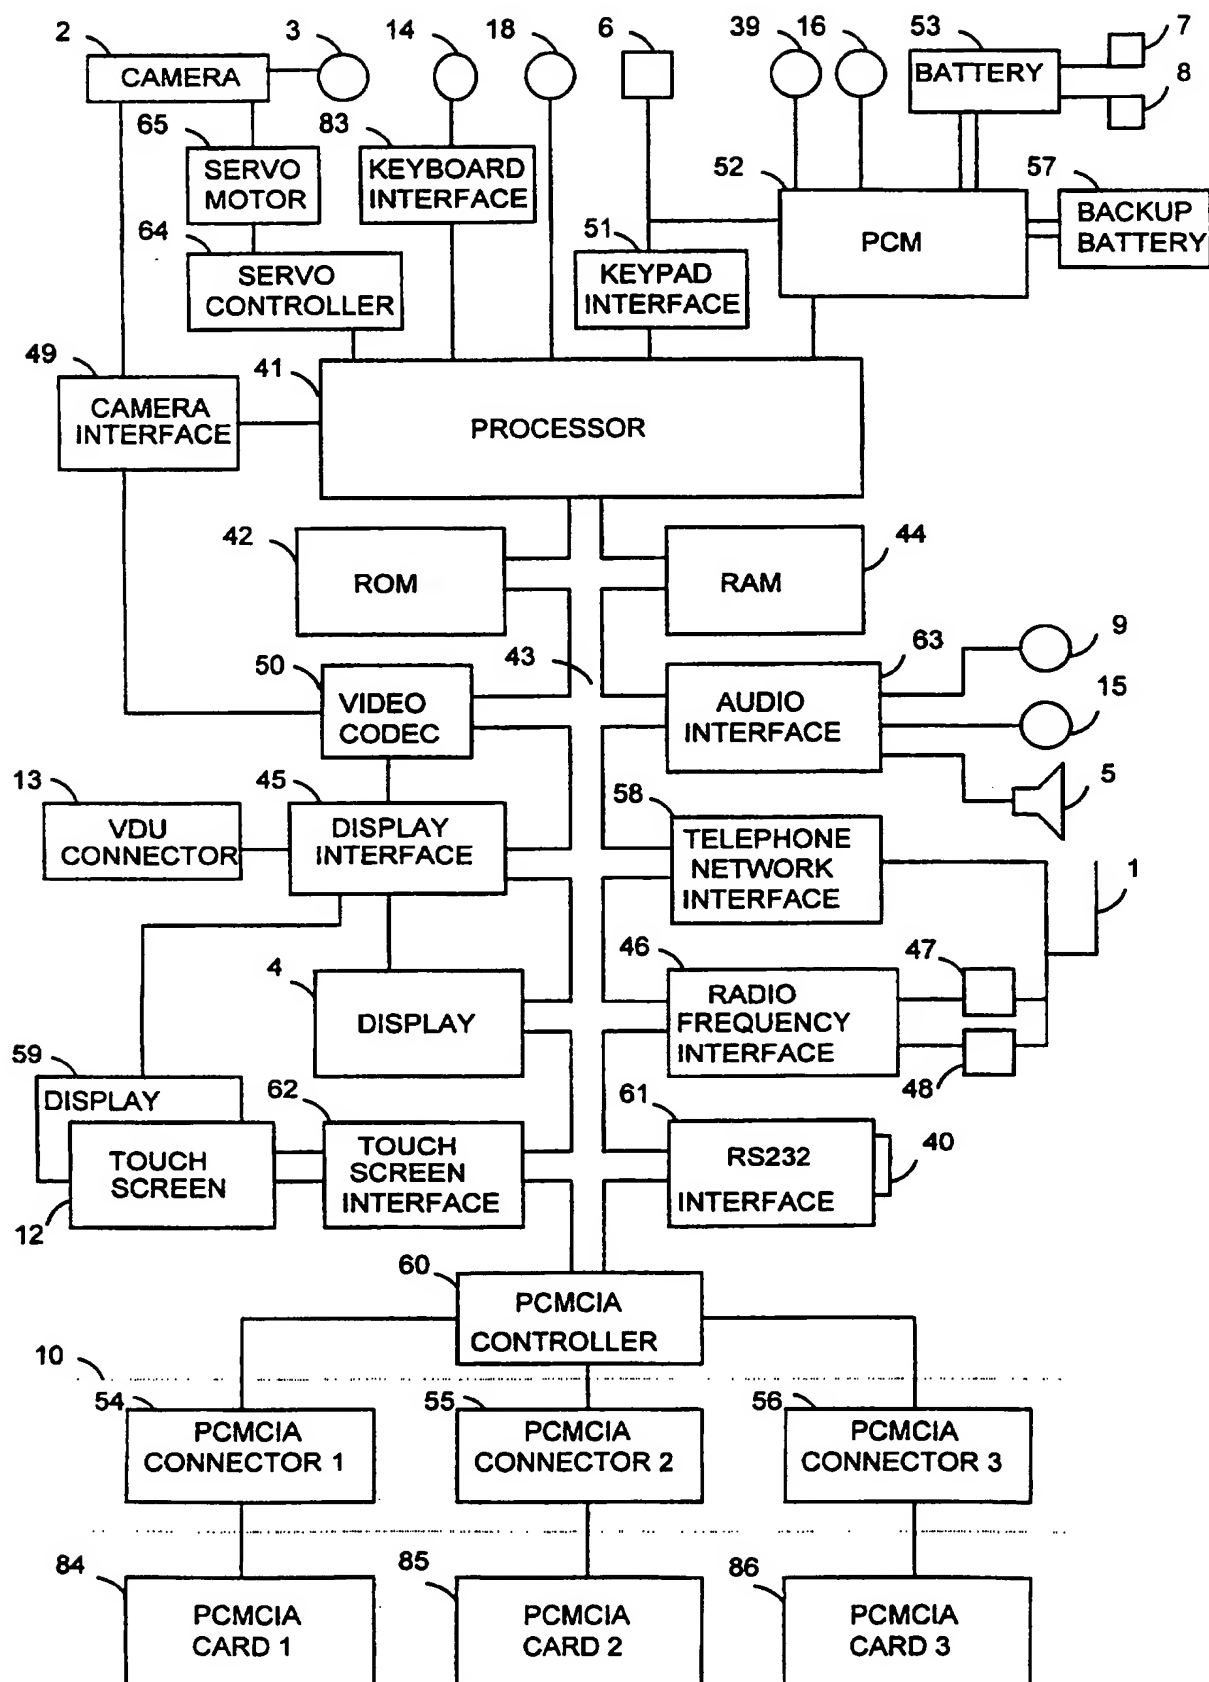 2 3 14 18 6 39 16 53 7
CAMERA
BATTERY
8
65 83
SERVO
MOTOR
KEYBOARD
INTERFACE
52 57
64 51
PCM
BACKUP
BATTERY
SERVO
CONTROLLER
KEYPAD
INTERFACE
49 41
CAMERA
INTERFACE
PROCESSOR
42 44
ROM
RAM
9
50 43 63
VIDEO
CODEC
AUDIO
INTERFACE
15
13 45 58 5
VDU
CONNECTOR
DISPLAY
INTERFACE
TELEPHONE
NETWORK
INTERFACE
1
4 46 47
DISPLAY
RADIO
FREQUENCY
INTERFACE
59 62 61 48
DISPLAY
TOUCH
SCREEN
TOUCH
SCREEN
INTERFACE
RS232
INTERFACE
40
12
60
PCMCIA
CONTROLLER
10
54 55 56
PCMCIA
CONNECTOR 1
PCMCIA
CONNECTOR 2
PCMCIA
CONNECTOR 3
84 85 86
PCMCIA
CARD 1
PCMCIA
CARD 2
PCMCIA
CARD 3